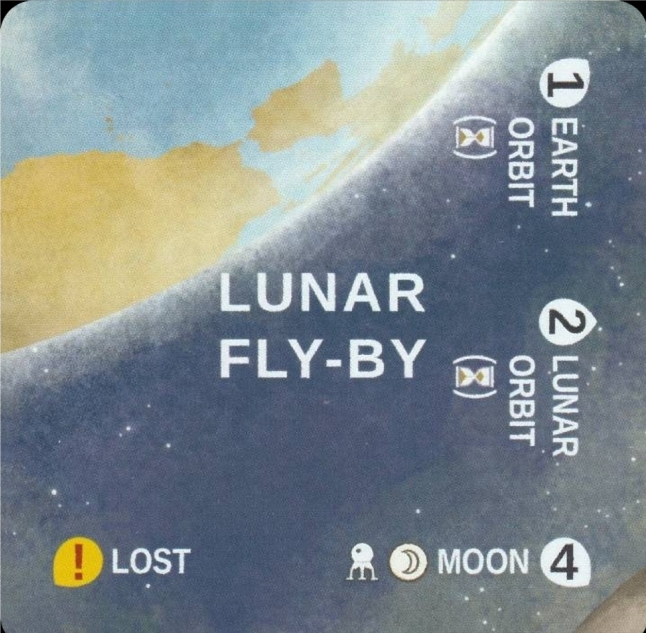 1 EARTH
ORBIT
LUNAR
FLY-BY
2 LUNAR
ORBIT
! LOST
MOON 4